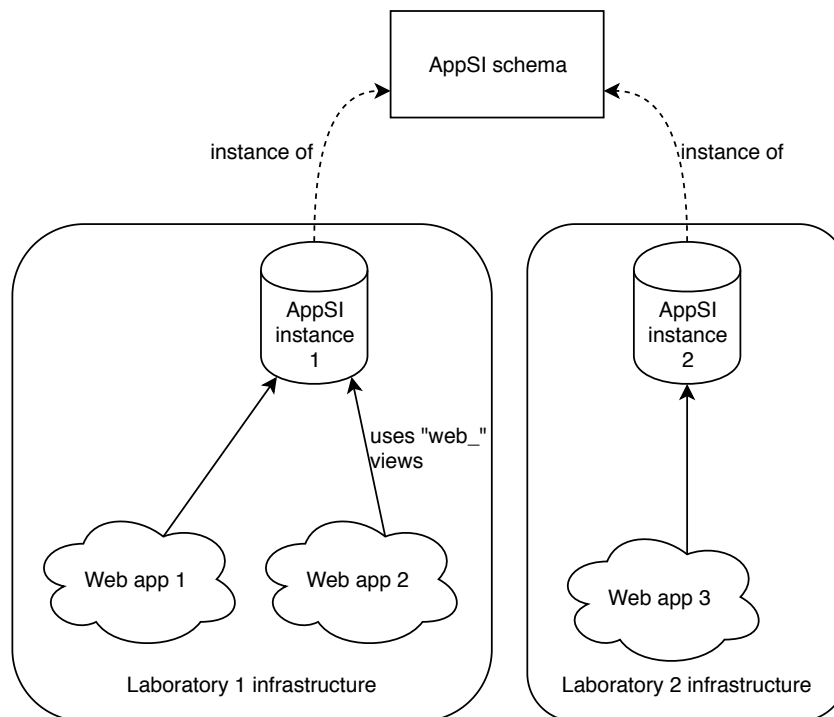 AppSI schema
instance of
instance of
AppSI
instance
1
AppSI
instance
2
uses "web_"
views
Web app 1
Web app 2
Web app 3
Laboratory 1 infrastructure
Laboratory 2 infrastructure